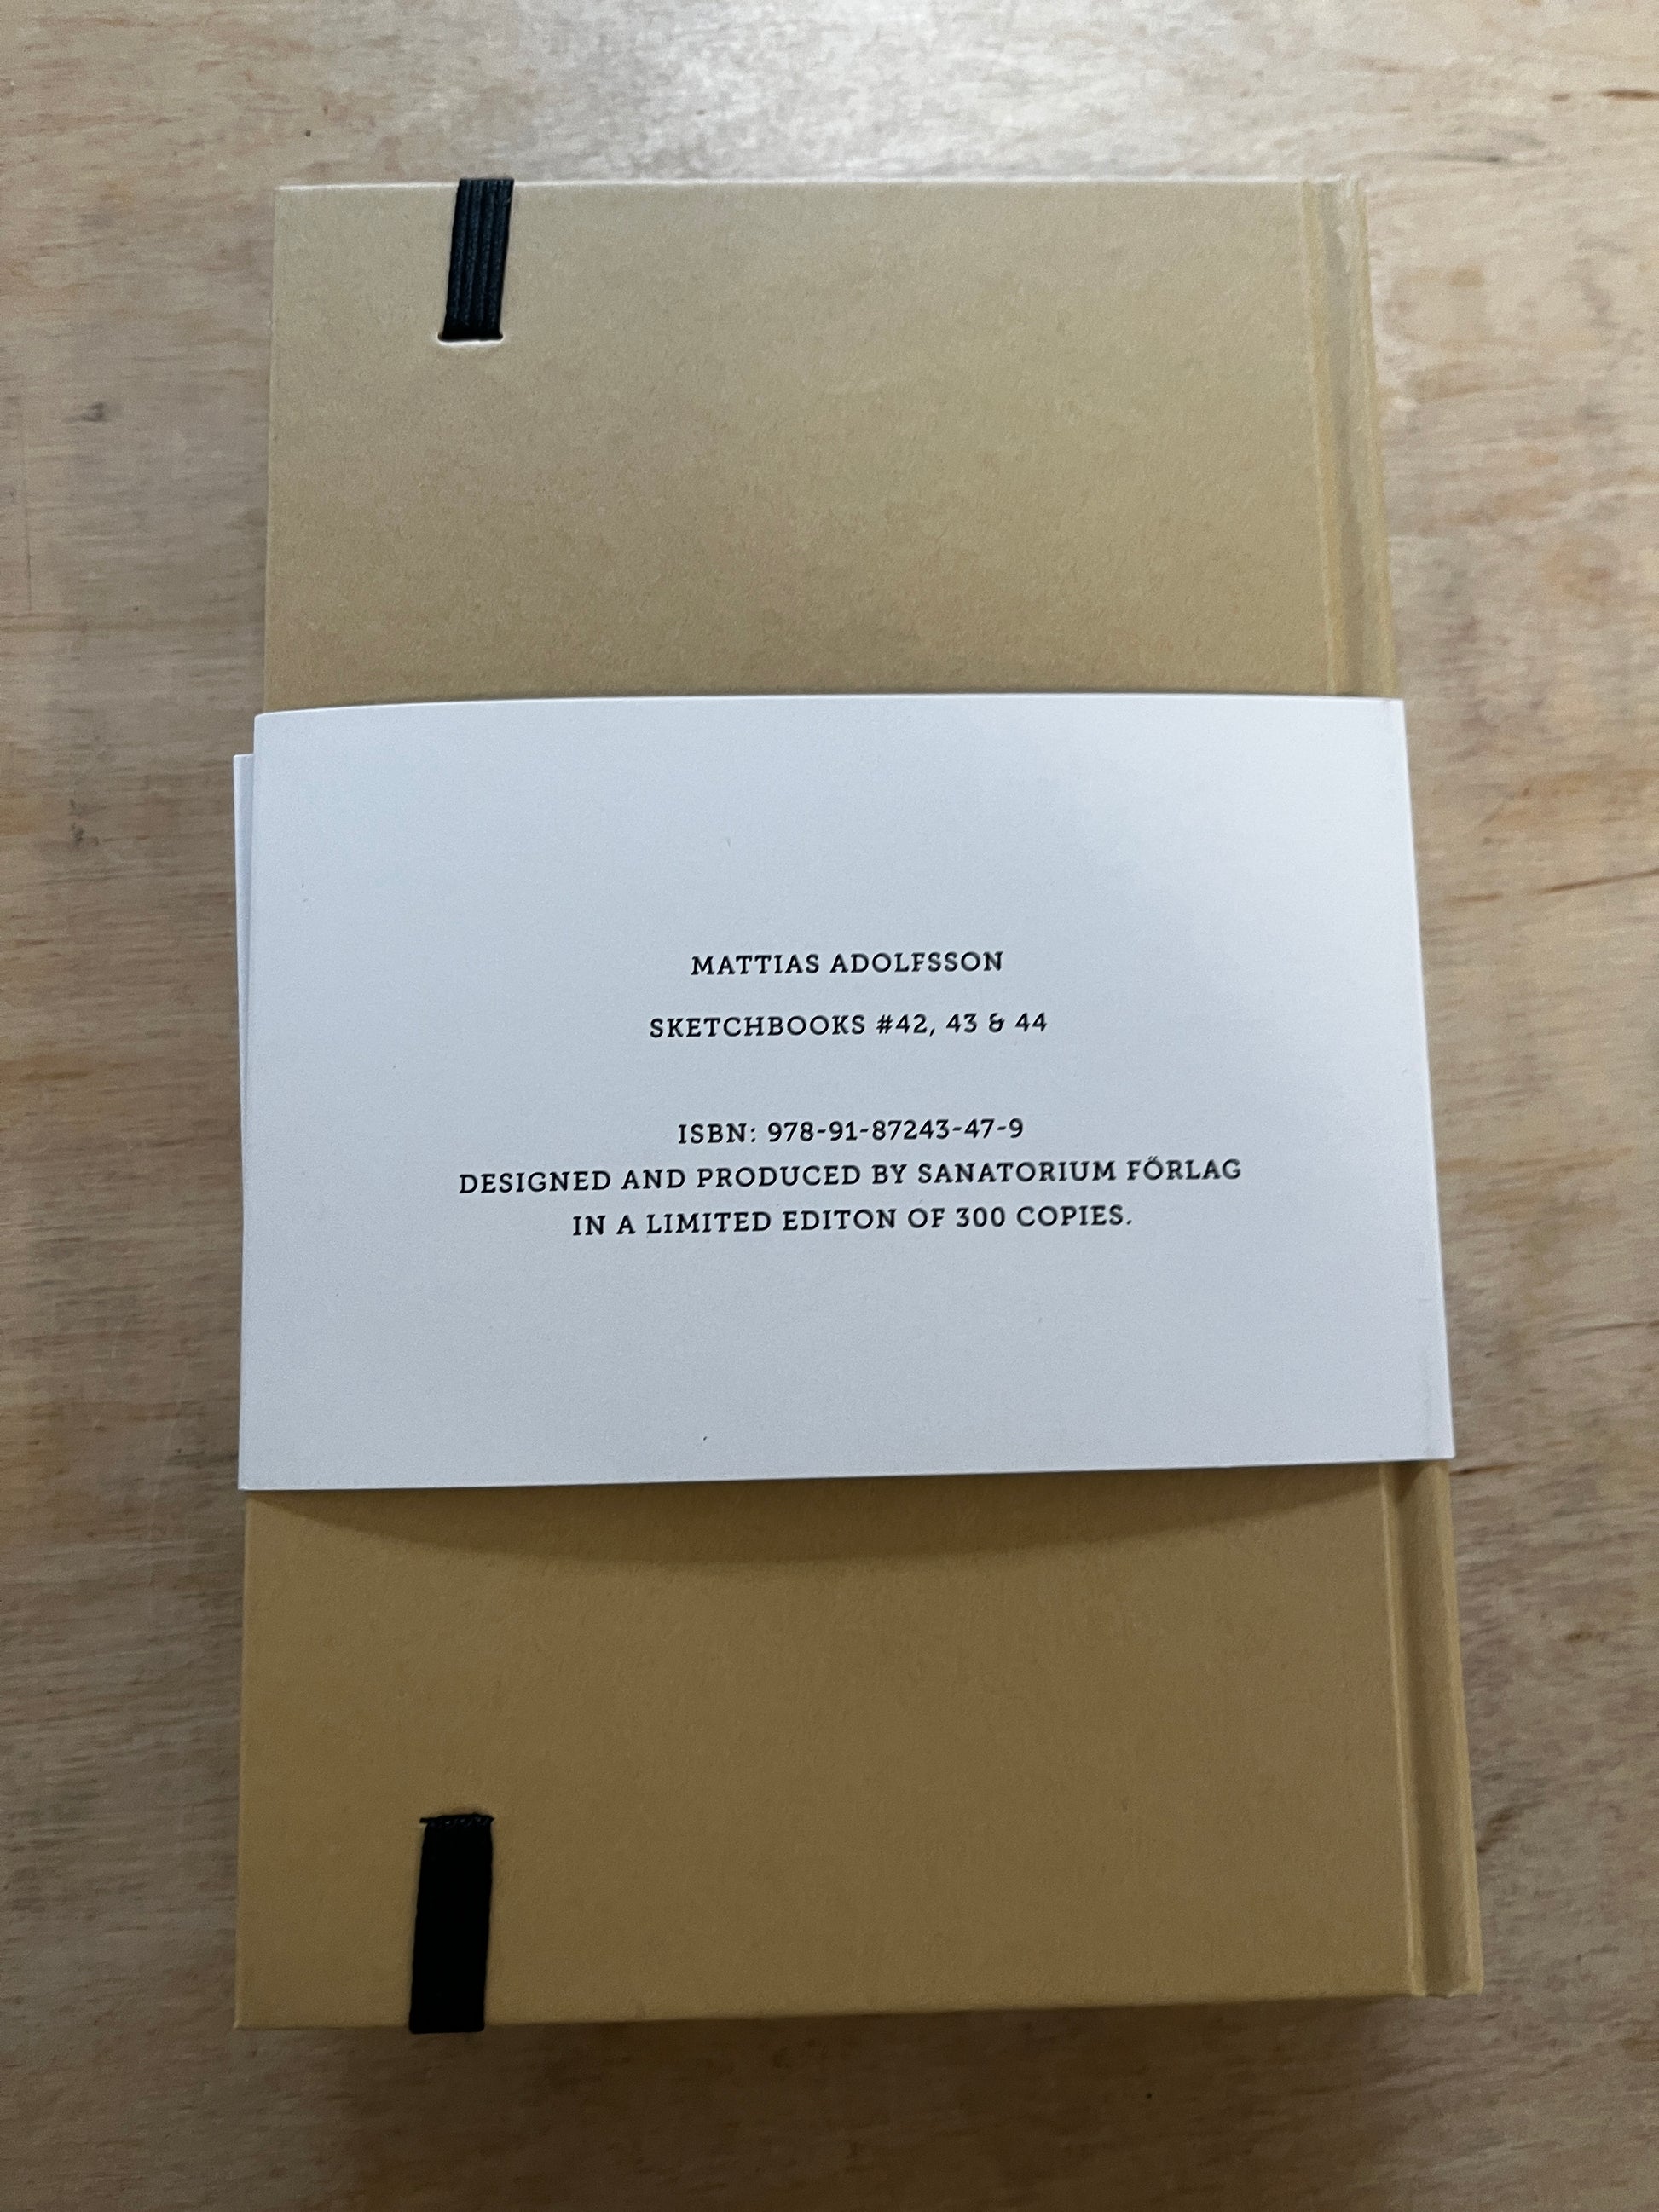 MATTIAS ADOLFSSON
SKETCHBOOKS #42, 43 & 44
ISBN: 978-91-87243-47-9
DESIGNED AND PRODUCED BY SANATORIUM FÖRLAG
IN A LIMITED EDITON OF 300 COPIES.